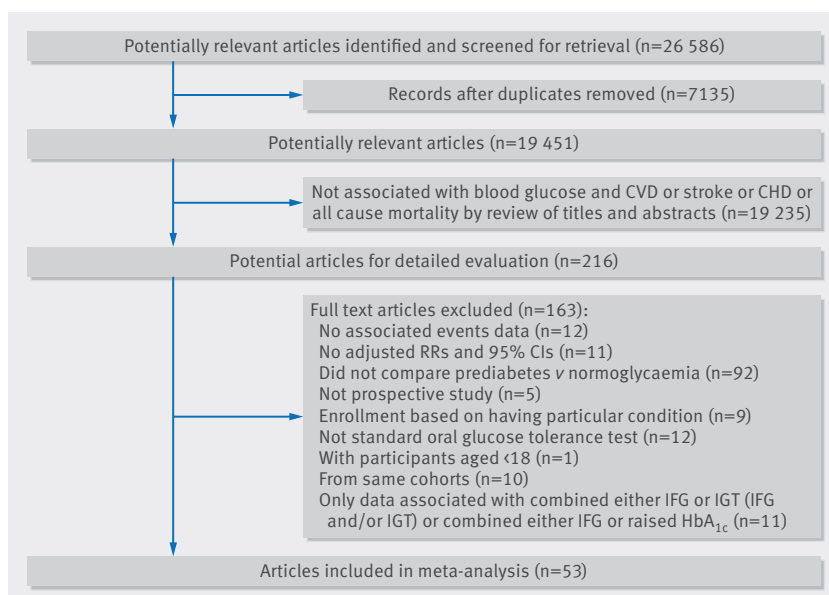 Potentially relevant articles identified and screened for retrieval (n=26 586)
Records after duplicates removed (n=7135)
Potentially relevant articles (n=19 451)
Not associated with blood glucose and CVD or stroke or CHD or
all cause mortality by review of titles and abstracts (n=19 235)
Potential articles for detailed evaluation (n=216)
Full text articles excluded (n=163):
No associated events data (n=12)
No adjusted RRs and 95% CIs (n=11)
Did not compare prediabetes v normoglycaemia (n=92)
Not prospective study (n=5)
Enrollment based on having particular condition (n=9)
Not standard oral glucose tolerance test (n=12)
With participants aged <18 (n=1)
From same cohorts (n=10)
Only data associated with combined either IFG or IGT (IFG
and/or IGT) or combined either IFG or raised HbA1c (n=11)
Articles included in meta-analysis (n=53)